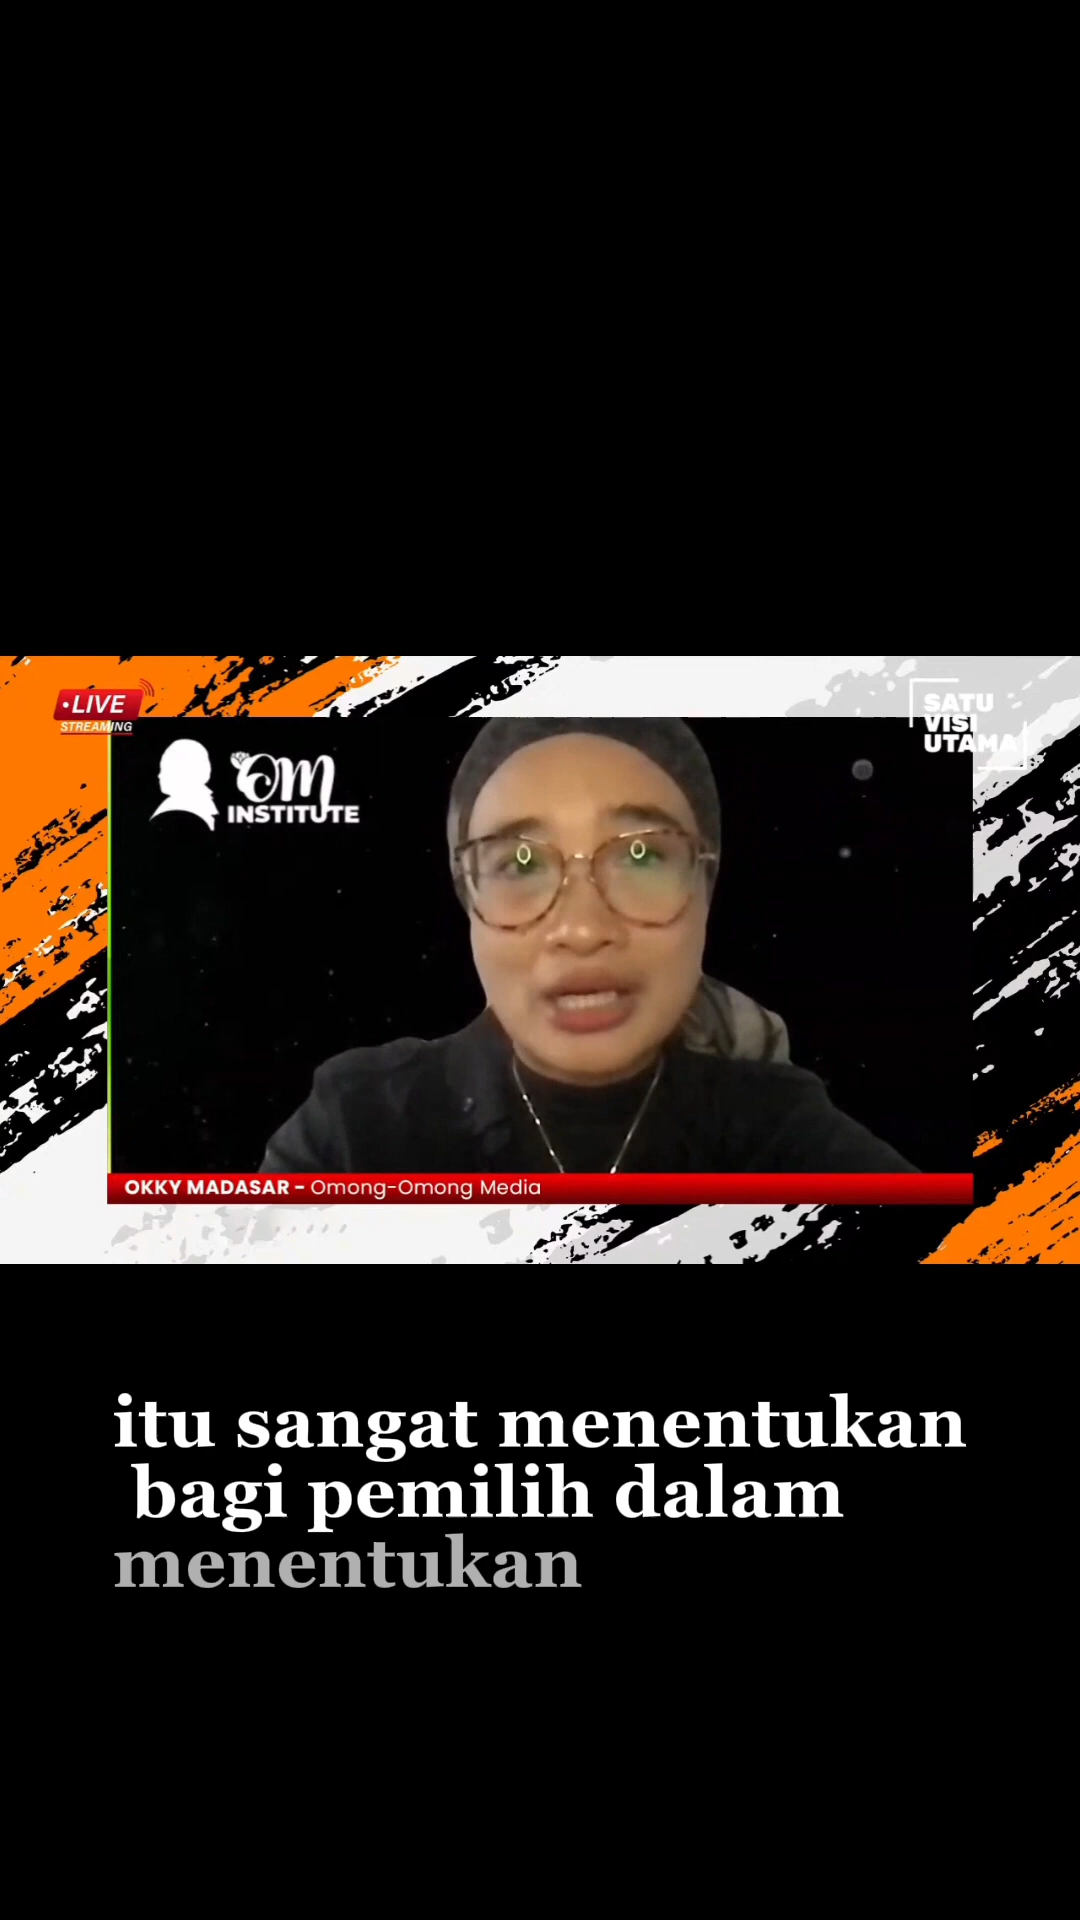 LIVE
STREAMING
SATU
VISI
UTAMA
OM
INSTITUTE
OKKY MADASAR - Omong-Omong Media
itu sangat menentukan
bagi pemilih dalam
menentukan